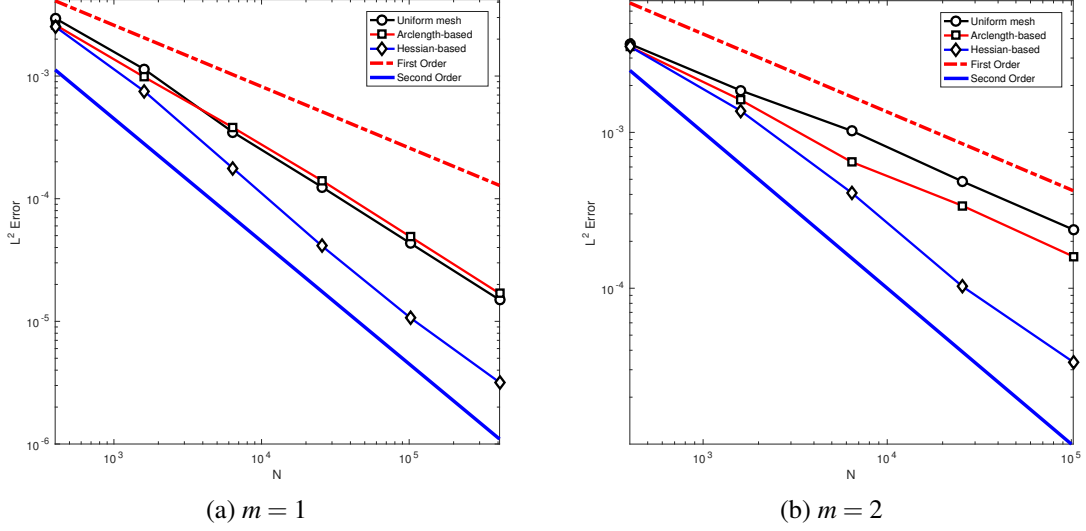 Uniform mesh
Arclength-based
Hessian-based
First Order
Second Order
10^-3
10^-4
10^-5
10^-6
L^2 Error
10^3
10^4
10^5
N
(a) m = 1
Uniform mesh
Arclength-based
Hessian-based
First Order
Second Order
10^-3
10^-4
L^2 Error
10^3
10^4
10^5
N
(b) m = 2